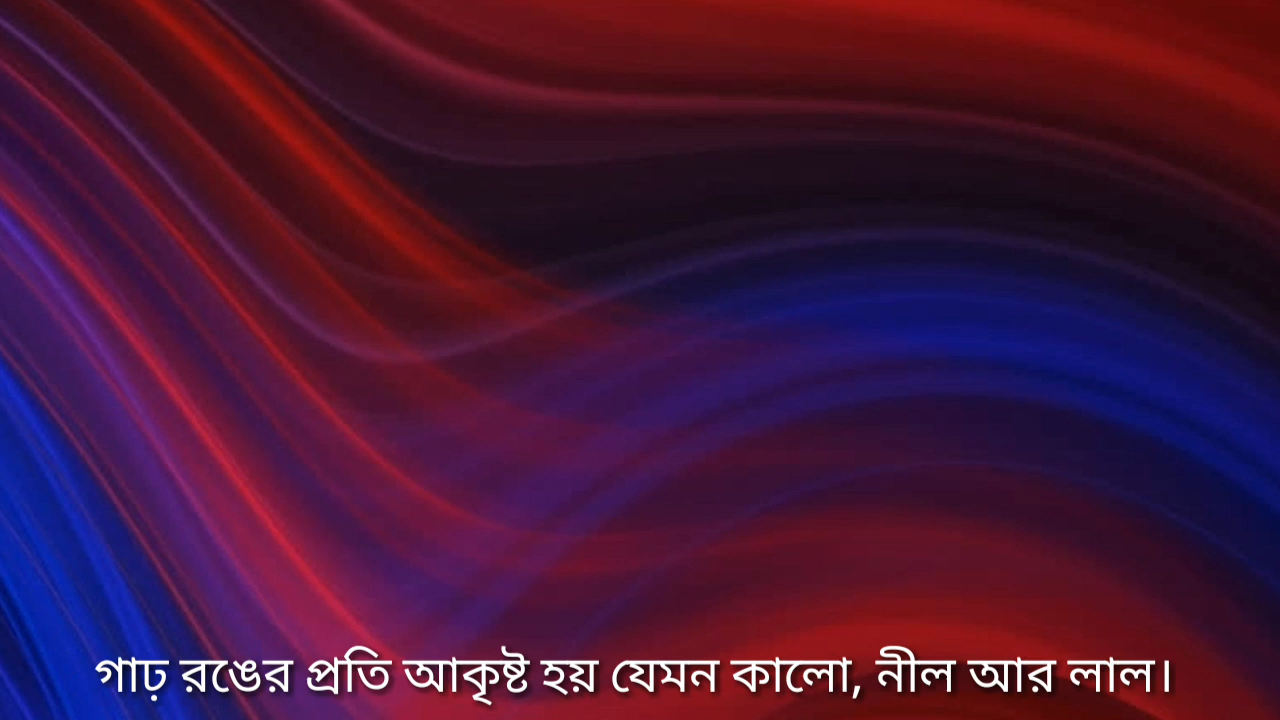 গাঢ় রঙের প্রতি আকৃষ্ট হয় যেমন কালো, নীল আর লাল।